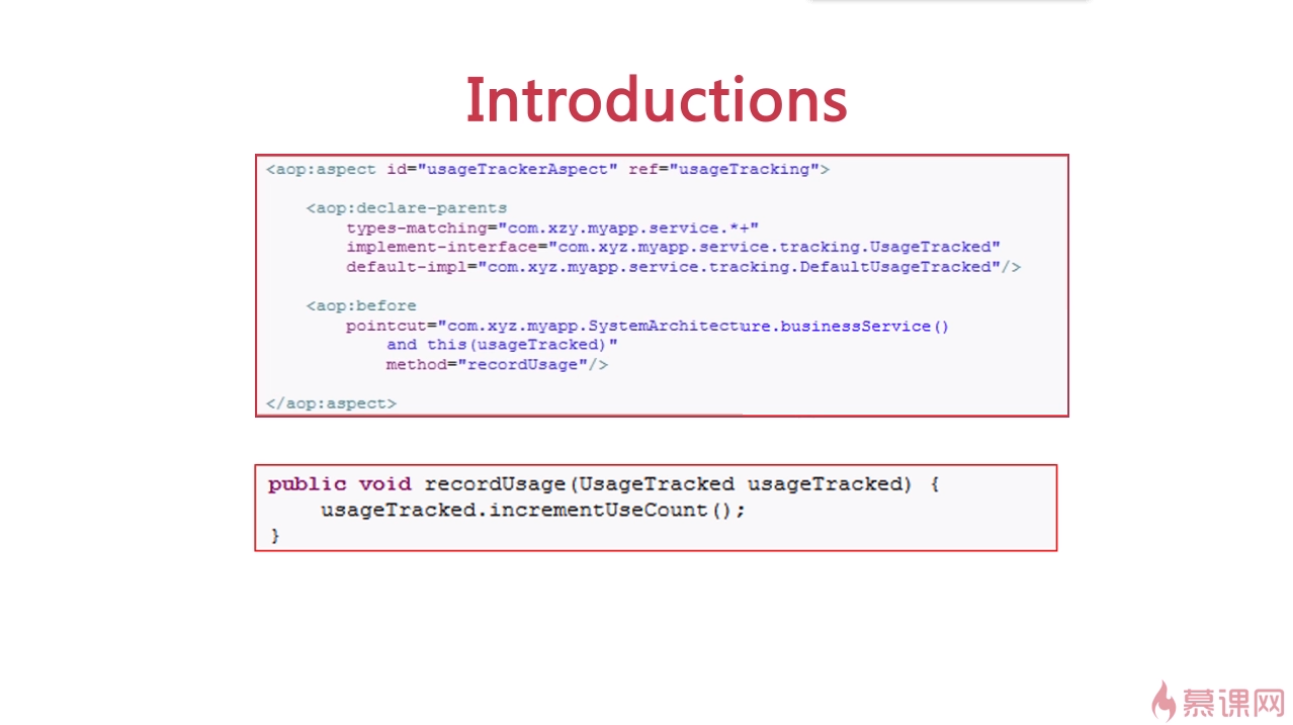 Introductions
<aop:aspect id="usageTrackerAspect" ref="usageTracking">
<aop:declare-parents
types-matching="com.xzy.myapp.service.*+"
implement-interface="com.xyz.myapp.service.tracking.UsageTracked"
default-impl="com.xyz.myapp.service.tracking.DefaultUsageTracked"/>
<aop:before
pointcut="com.xyz.myapp.SystemArchitecture.businessService()
and this(usageTracked)"
method="recordUsage"/>
</aop:aspect>
public void recordUsage(UsageTracked usageTracked) {
usageTracked.incrementUseCount();
}
慕课网